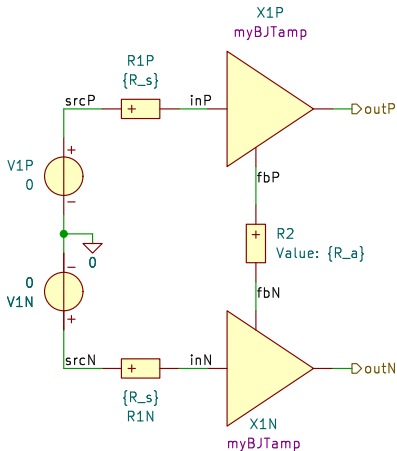 X1P
myBJTamp
R1P
{R_s}
srcP
inP
outP
+
+
V1P
0
-
fbP
+
R2
Value: {R_a}
0
0
V1N
-
+
fbN
srcN
inN
outN
+
{R_s}
R1N
X1N
myBJTamp